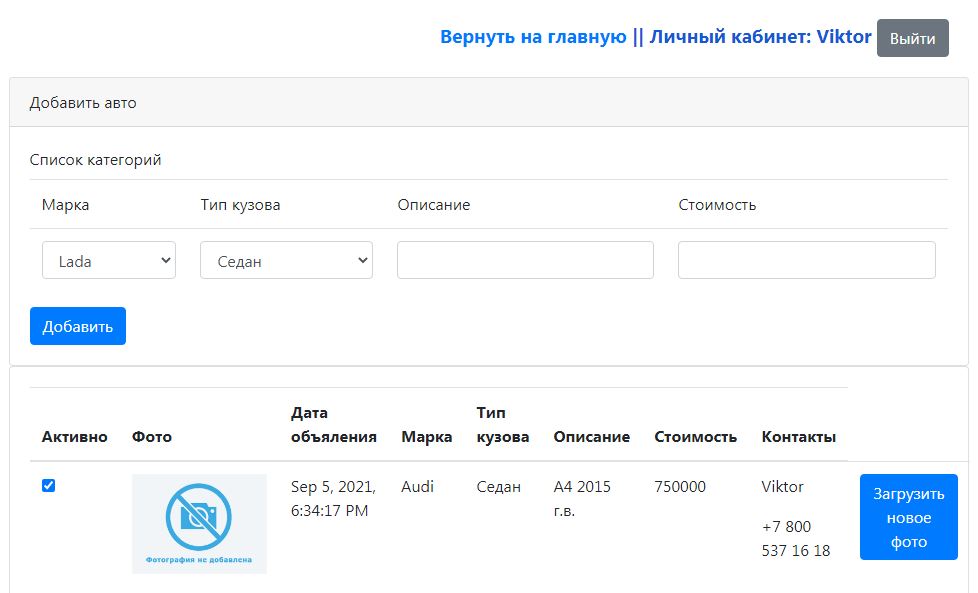 Вернуть на главную || Личный кабинет: Viktor Выйти
Добавить авто
Список категорий
Марка Тип кузова Описание Стоимость
Lada Седан
Добавить
Активно Фото Дата объяления Марка Тип кузова Описание Стоимость Контакты
Фотография не добавлена
Sep 5, 2021, 6:34:17 PM
Audi
Седан
A4 2015 г.в.
750000
Viktor
+7 800 537 16 18
Загрузить новое фото